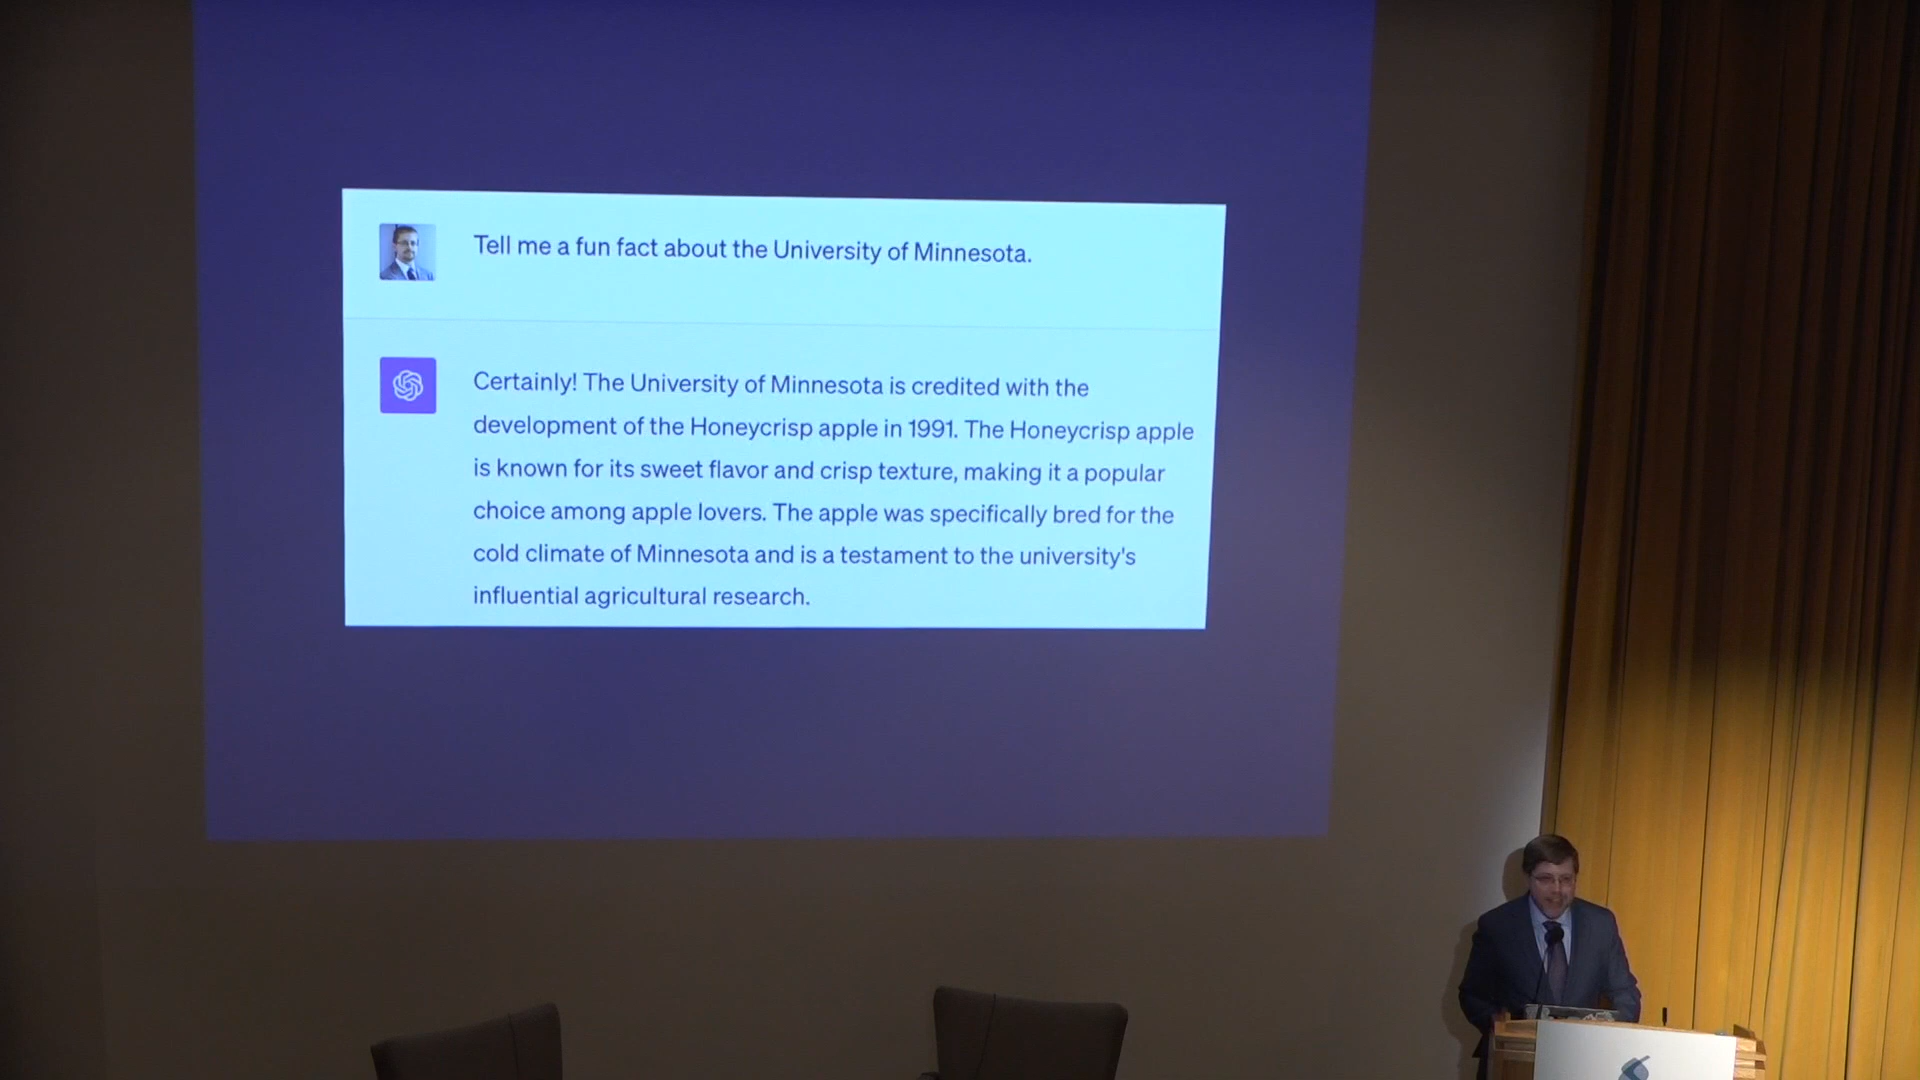 Tell me a fun fact about the University of Minnesota.
Certainly! The University of Minnesota is credited with the
development of the Honeycrisp apple in 1991. The Honeycrisp apple
is known for its sweet flavor and crisp texture, making it a popular
choice among apple lovers. The apple was specifically bred for the
cold climate of Minnesota and is a testament to the university's
influential agricultural research.